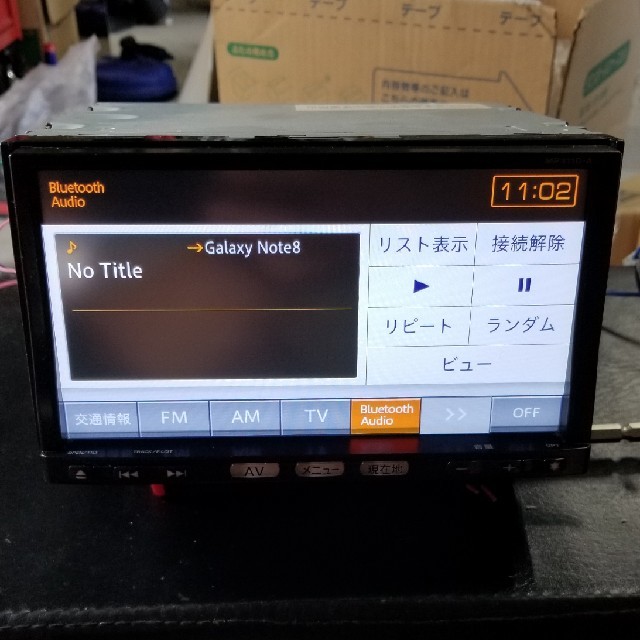 テープ
テープ
テープ
Bluetooth
Audio
11:02
→Galaxy Note8
No Title
リスト表示
接続解除
リピート
ランダム
ビュー
交通情報
FM
AM
TV
Bluetooth
Audio
>>
OFF
AV
メニュー
現在地